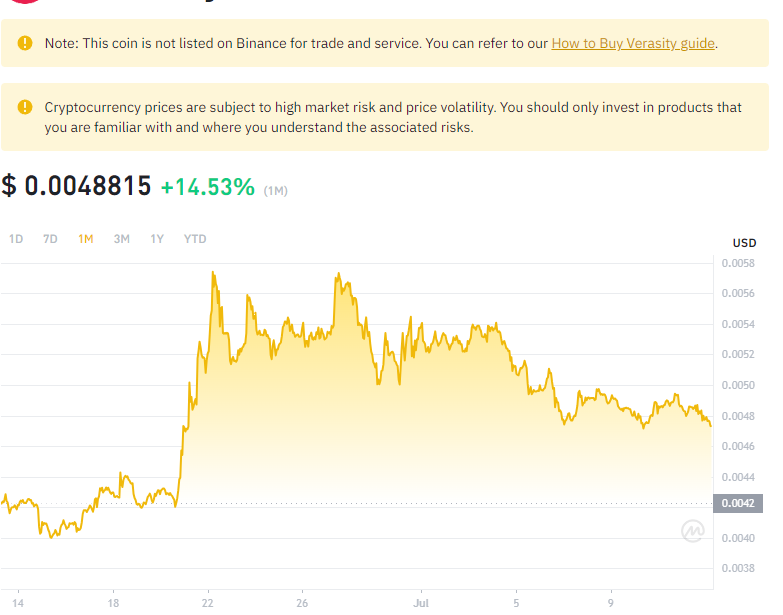 Note: This coin is not listed on Binance for trade and service. You can refer to our How to Buy Verasity guide.
Cryptocurrency prices are subject to high market risk and price volatility. You should only invest in products that
you are familiar with and where you understand the associated risks.
$ 0.0048815 +14.53% (1M)
1D 7D 1M 3M 1Y YTD
USD
0.0058
0.0056
0.0054
0.0052
0.0050
0.0048
0.0046
0.0044
0.0042
0.0040
0.0038
14 18 22 26 Jul 5 9